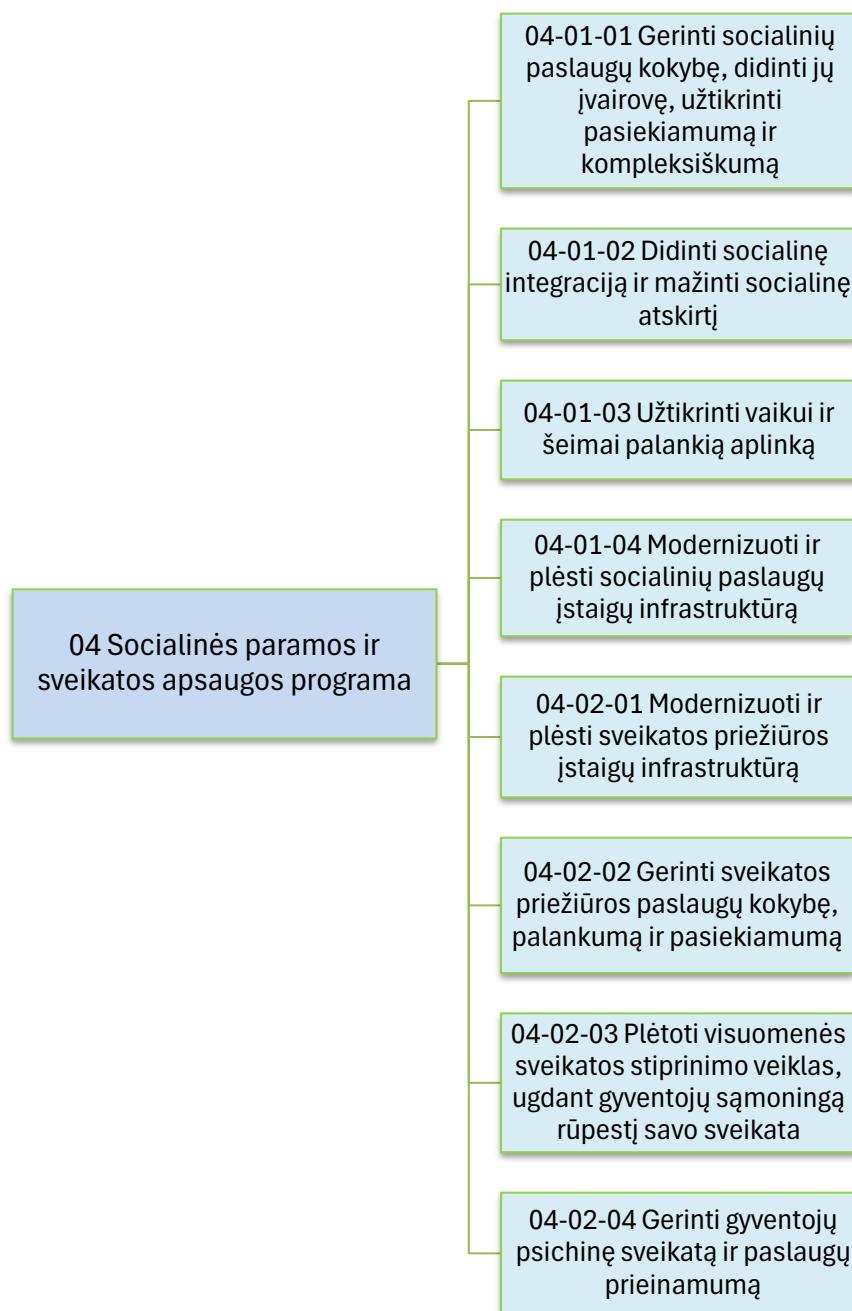 04-01-01 Gerinti socialinių
paslaugų kokybę, didinti jų
įvairovę, užtikrinti
pasiekiamumą ir
kompleksiškumą
04-01-02 Didinti socialinę
integraciją ir mažinti socialinę
atskirtį
04-01-03 Užtikrinti vaikui ir
šeimai palankią aplinką
04-01-04 Modernizuoti ir
plėsti socialinių paslaugų
įstaigų infrastruktūrą
04 Socialinės paramos ir
sveikatos apsaugos programa
04-02-01 Modernizuoti ir
plėsti sveikatos priežiūros
įstaigų infrastruktūrą
04-02-02 Gerinti sveikatos
priežiūros paslaugų kokybę,
palankumą ir pasiekiamumą
04-02-03 Plėtoti visuomenės
sveikatos stiprinimo veiklas,
ugdant gyventojų sąmoningą
rūpestį savo sveikata
04-02-04 Gerinti gyventojų
psichinę sveikatą ir paslaugų
prieinamumą